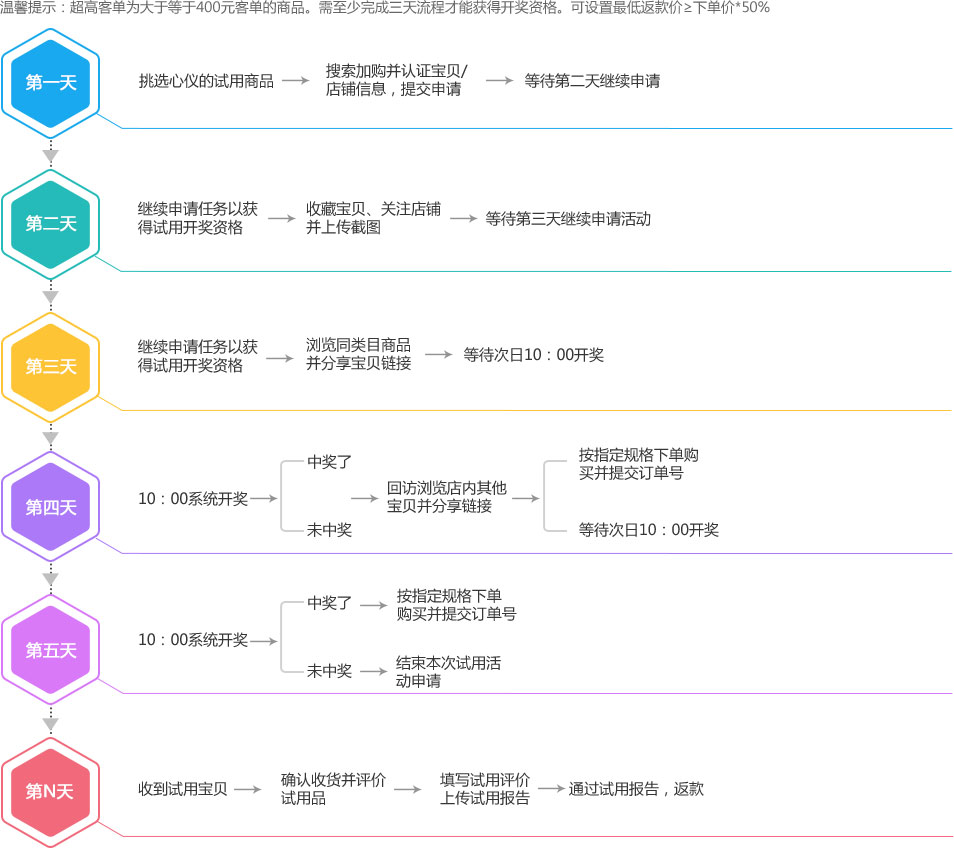 温馨提示：超高客单为大于等于400元客单的商品。需至少完成三天流程才能获得开奖资格。可设置最低返款价≥下单价*50%
第一天
挑选心仪的试用商品
搜索加购并认证宝贝/
店铺信息，提交申请
等待第二天继续申请
第二天
继续申请任务以获
得试用开奖资格
收藏宝贝、关注店铺
并上传截图
等待第三天继续申请活动
第三天
继续申请任务以获
得试用开奖资格
浏览同类目商品
并分享宝贝链接
等待次日10：00开奖
第四天
10：00系统开奖
中奖了
未中奖
回访浏览店内其他
宝贝并分享链接
按指定规格下单购
买并提交订单号
等待次日10：00开奖
第五天
10：00系统开奖
中奖了
按指定规格下单
购买并提交订单号
未中奖
结束本次试用活
动申请
第N天
收到试用宝贝
确认收货并评价
试用品
填写试用评价
上传试用报告
通过试用报告，返款